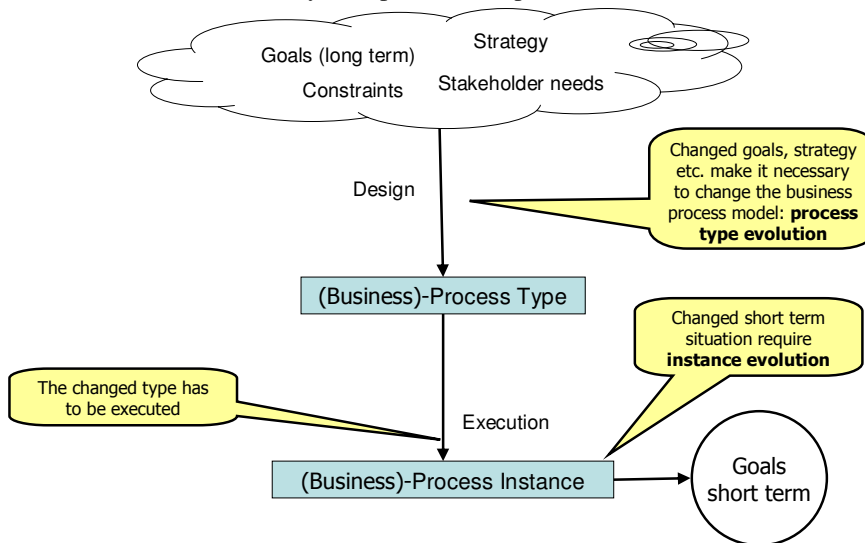 Goals (long term)
Strategy
Constraints
Stakeholder needs
Changed goals, strategy
etc. make it necessary
to change the business
process model: process
type evolution
Design
(Business)-Process Type
Changed short term
situation require
instance evolution
The changed type has
to be executed
Execution
(Business)-Process Instance
Goals
short term